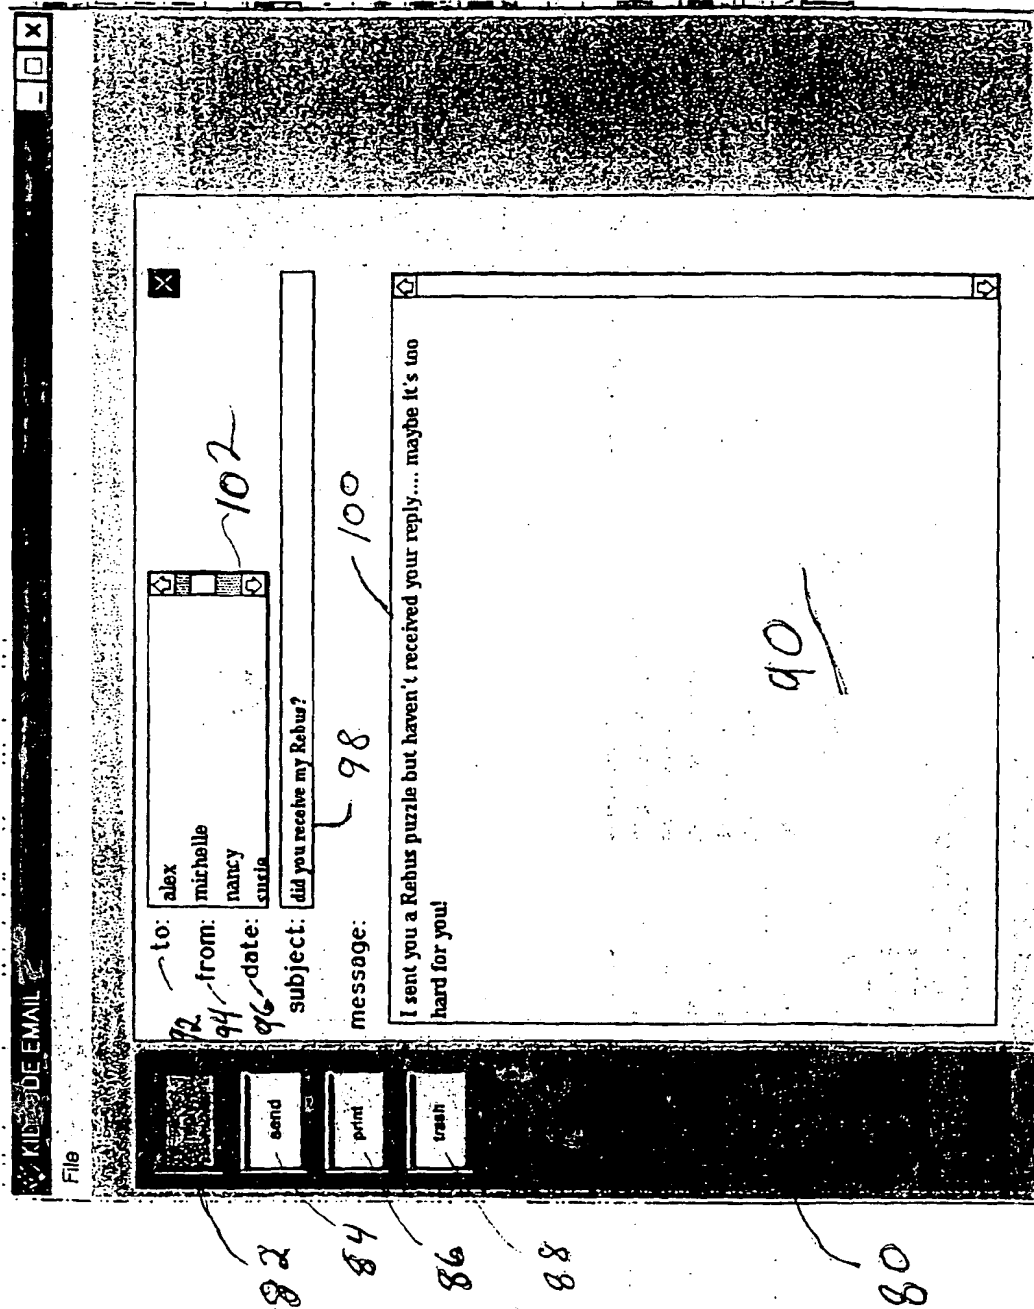 KIDCODE EMAIL
File
82
84 send
86 print
88 trash
80
92 to: alex
94 from: michelle
96 date: nancy
susie
102
subject: did you receive my Rebus?
98
message:
100
I sent you a Rebus puzzle but haven't received your reply.... maybe it's too
hard for you!
90